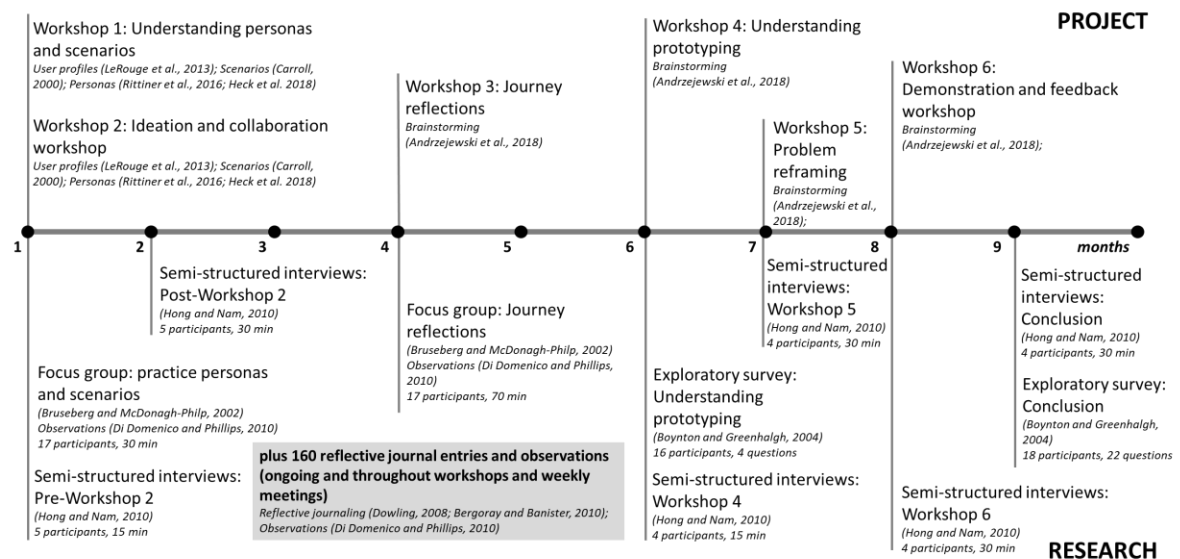 PROJECT
Workshop 1: Understanding personas
and scenarios
User profiles (LeRouge et al., 2013); Scenarios (Carroll,
2000); Personas (Rittiner et al., 2016; Heck et al. 2018)
Workshop 2: Ideation and collaboration
workshop
User profiles (LeRouge et al., 2013); Scenarios (Carroll,
2000); Personas (Rittiner et al., 2016; Heck et al. 2018)
Workshop 3: Journey
reflections
Brainstorming
(Andrzejewski et al., 2018)
Workshop 4: Understanding
prototyping
Brainstorming
(Andrzejewski et al., 2018)
Workshop 5:
Problem
reframing
Brainstorming
(Andrzejewski et al.,
2018);
Workshop 6:
Demonstration and feedback
workshop
Brainstorming
(Andrzejewski et al., 2018);
1 2 3 4 5 6 7 8 9 months
Semi-structured interviews:
Post-Workshop 2
(Hong and Nam, 2010)
5 participants, 30 min
Focus group: practice personas
and scenarios
(Bruseberg and McDonagh-Philp, 2002)
Observations (Di Domenico and Phillips, 2010)
17 participants, 30 min
Semi-structured interviews:
Pre-Workshop 2
(Hong and Nam, 2010)
5 participants, 15 min
Focus group: Journey
reflections
(Bruseberg and McDonagh-Philp, 2002)
Observations (Di Domenico and Phillips,
2010)
17 participants, 70 min
plus 160 reflective journal entries and observations
(ongoing and throughout workshops and weekly
meetings)
Reflective journaling (Dowling, 2008; Bergoray and Banister, 2010);
Observations (Di Domenico and Phillips, 2010)
Semi-structured
interviews:
Workshop 5
(Hong and Nam, 2010)
4 participants, 30 min
Exploratory survey:
Understanding
prototyping
(Boynton and Greenhalgh, 2004)
16 participants, 4 questions
Semi-structured interviews:
Workshop 4
(Hong and Nam, 2010)
4 participants, 15 min
Semi-structured
interviews:
Conclusion
(Hong and Nam, 2010)
4 participants, 30 min
Exploratory survey:
Conclusion
(Boynton and Greenhalgh,
2004)
18 participants, 22 questions
Semi-structured interviews:
Workshop 6
(Hong and Nam, 2010)
4 participants, 30 min
RESEARCH